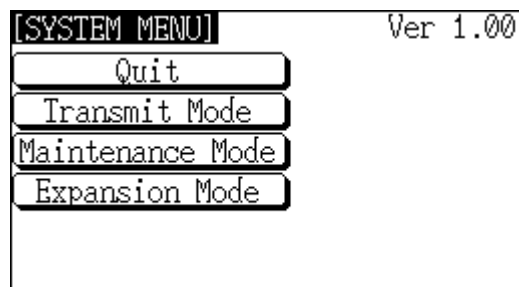 [SYSTEM MENU] Ver 1.00
Quit
Transmit Mode
Maintenance Mode
Expansion Mode